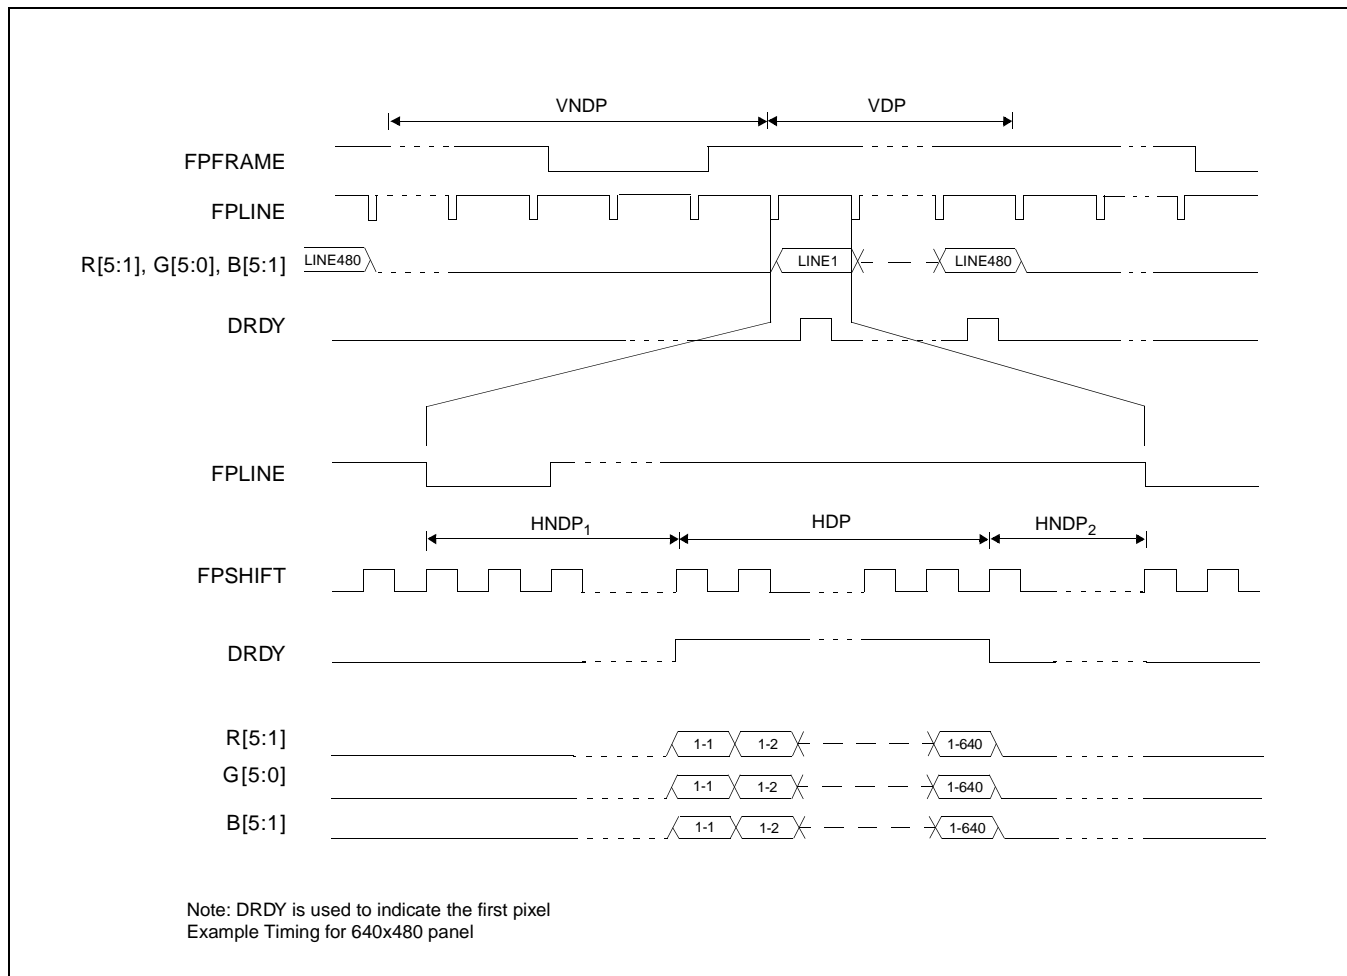 VNDP VDP
FPFRAME
FPLINE
R[5:1], G[5:0], B[5:1] LINE480 LINE1 LINE480
DRDY
FPLINE
HNDP1 HDP HNDP2
FPSHIFT
DRDY
R[5:1] 1-1 1-2 1-640
G[5:0] 1-1 1-2 1-640
B[5:1] 1-1 1-2 1-640
Note: DRDY is used to indicate the first pixel
Example Timing for 640x480 panel